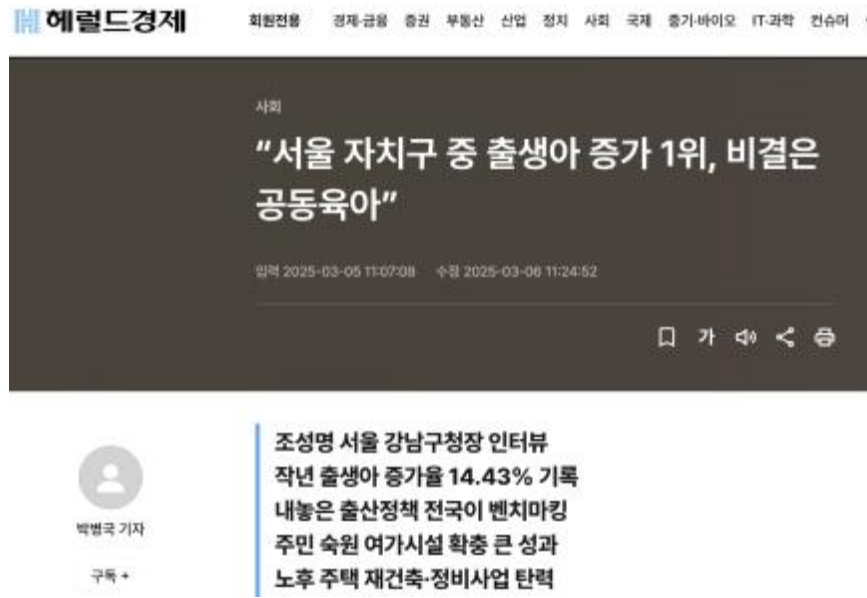 헤럴드경제
회원전용 경제·금융 증권 부동산 산업 정치 사회 국제 중기·바이오 IT·과학 컨슈머
사회
“서울 자치구 중 출생아 증가 1위, 비결은
공동육아”
입력 2025-03-05 11:07:08 수정 2025-03-06 11:24:52
가
조성명 서울 강남구청장 인터뷰
작년 출생아 증가율 14.43% 기록
내놓은 출산정책 전국이 벤치마킹
주민 숙원 여가시설 확충 큰 성과
노후 주택 재건축·정비사업 탄력
박병국 기자
구독 +